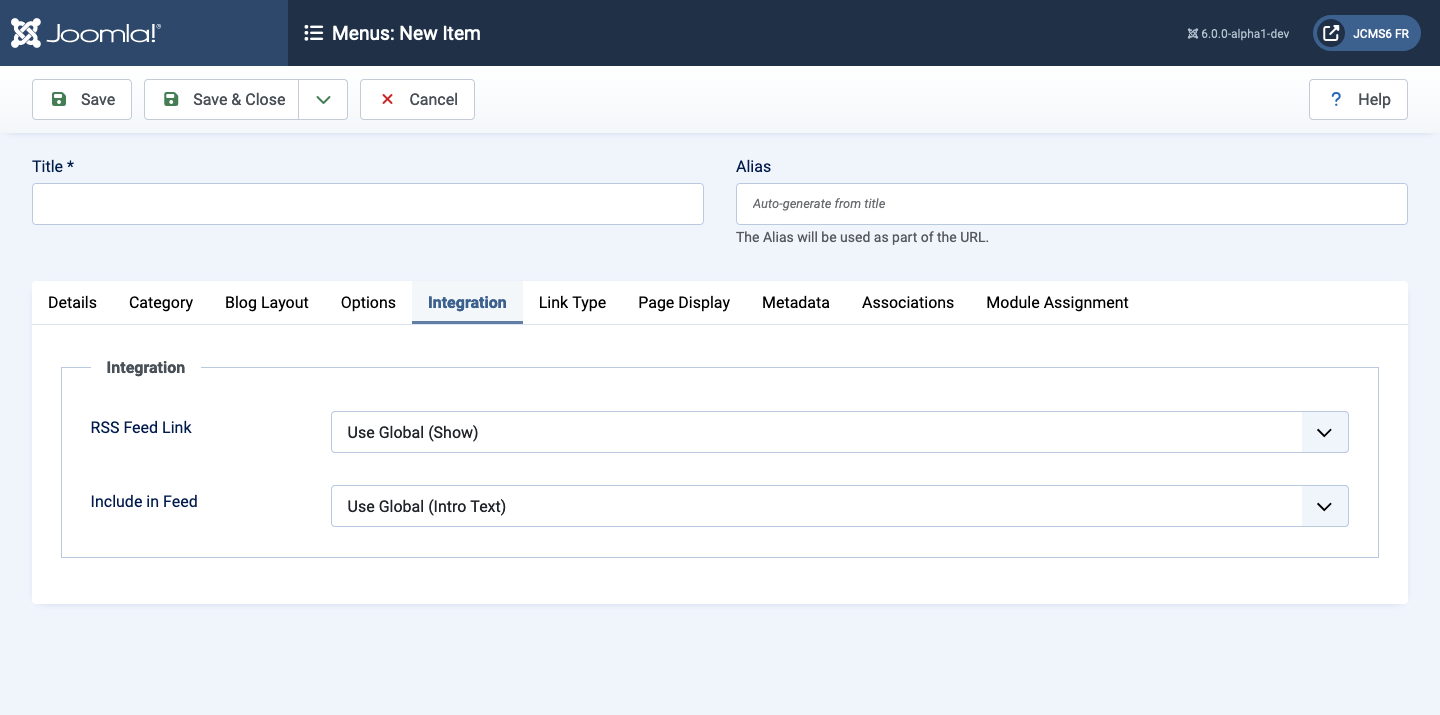 Joomla!®
Menus: New Item
6.0.0-alpha1-dev
JCMS6 FR
Save
Save & Close
Cancel
? Help
Title *
Alias
Auto-generate from title
The Alias will be used as part of the URL.
Details Category Blog Layout Options Integration Link Type Page Display Metadata Associations Module Assignment
Integration
RSS Feed Link
Use Global (Show)
Include in Feed
Use Global (Intro Text)